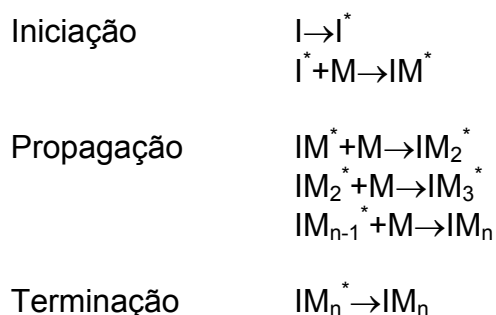 Iniciação I→I*
I*+M→IM*
Propagação IM*+M→IM₂*
IM₂*+M→IM₃*
IMₙ₋₁*+M→IMₙ
Terminação IMₙ*→IMₙ